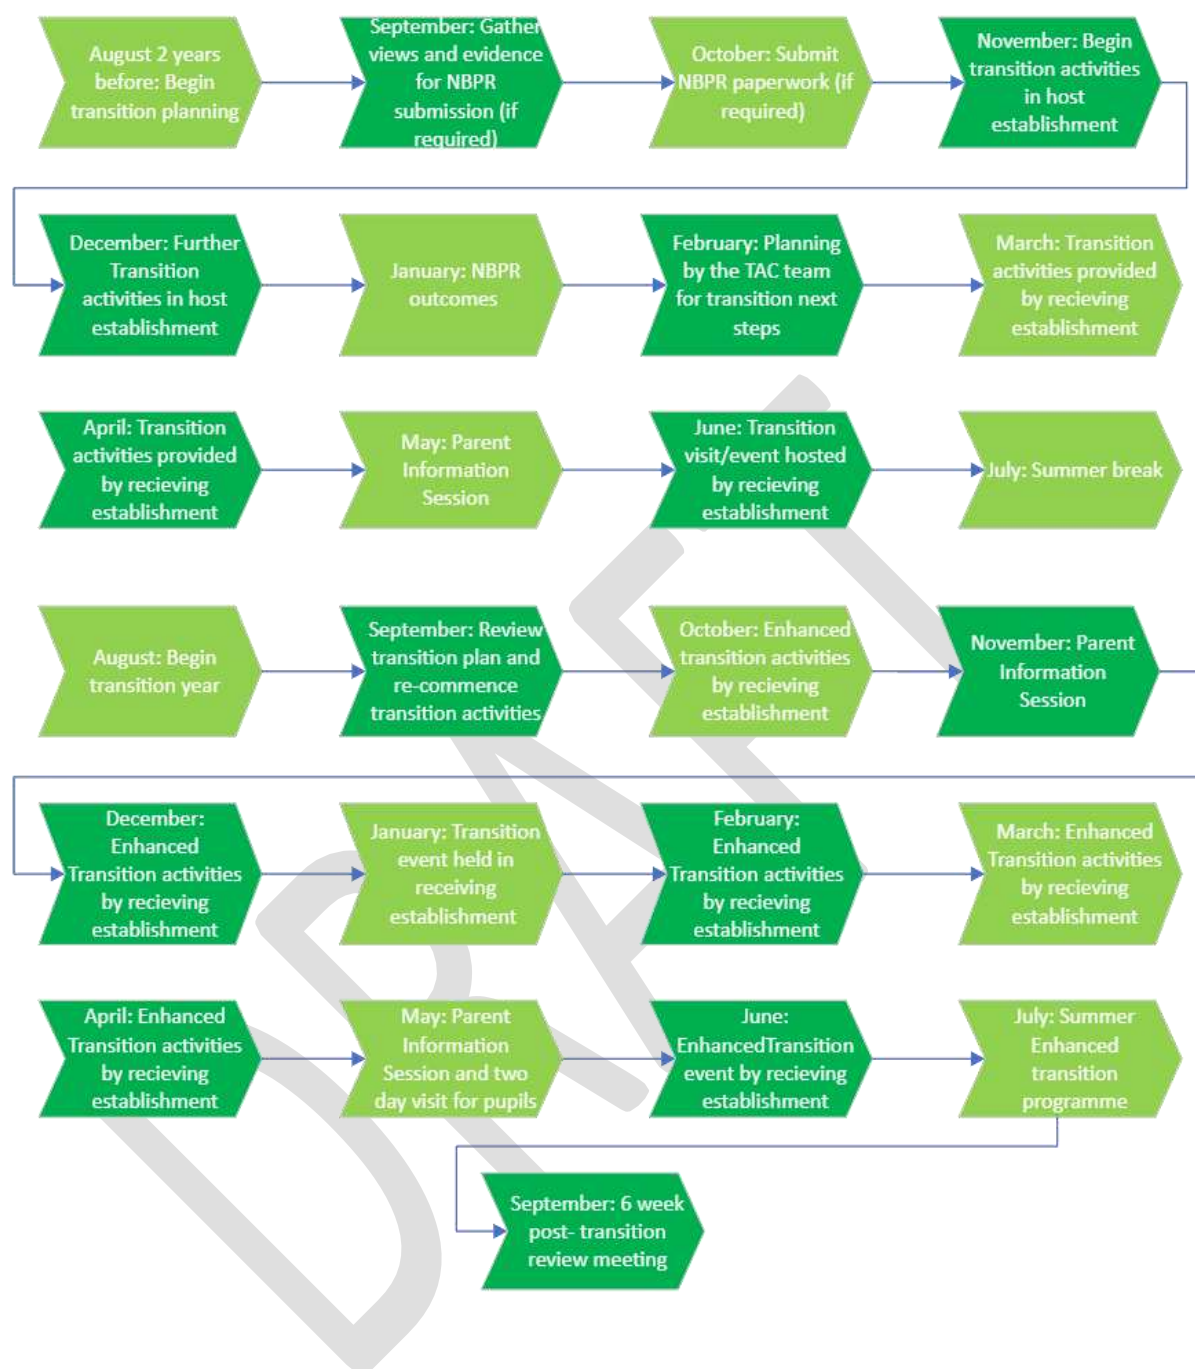 August 2 years
before: Begin
transition planning
September: Gather
views and evidence
for NBPR
submission (if
required)
October: Submit
NBPR paperwork (if
required)
November: Begin
transition activities
in host
establishment
December: Further
Transition
activities in host
establishment
January: NBPR
outcomes
February: Planning
by the TAC team
for transition next
steps
March: Transition
activities provided
by recieving
establishment
April: Transition
activities provided
by recieving
establishment
May: Parent
Information
Session
June: Transition
visit/event hosted
by recieving
establishment
July: Summer break
August: Begin
transition year
September: Review
transition plan and
re-commence
transition activities
October: Enhanced
transition activities
by recieving
establishment
November: Parent
Information
Session
December:
Enhanced
Transition activities
by recieving
establishment
January: Transition
event held in
receiving
establishment
February:
Enhanced
Transition activities
by recieving
establishment
March: Enhanced
Transition activities
by recieving
establishment
April: Enhanced
Transition activities
by recieving
establishment
May: Parent
Information
Session and two
day visit for pupils
June:
EnhancedTransition
event by recieving
establishment
July: Summer
Enhanced
transition
programme
September: 6 week
post- transition
review meeting
DRAFT